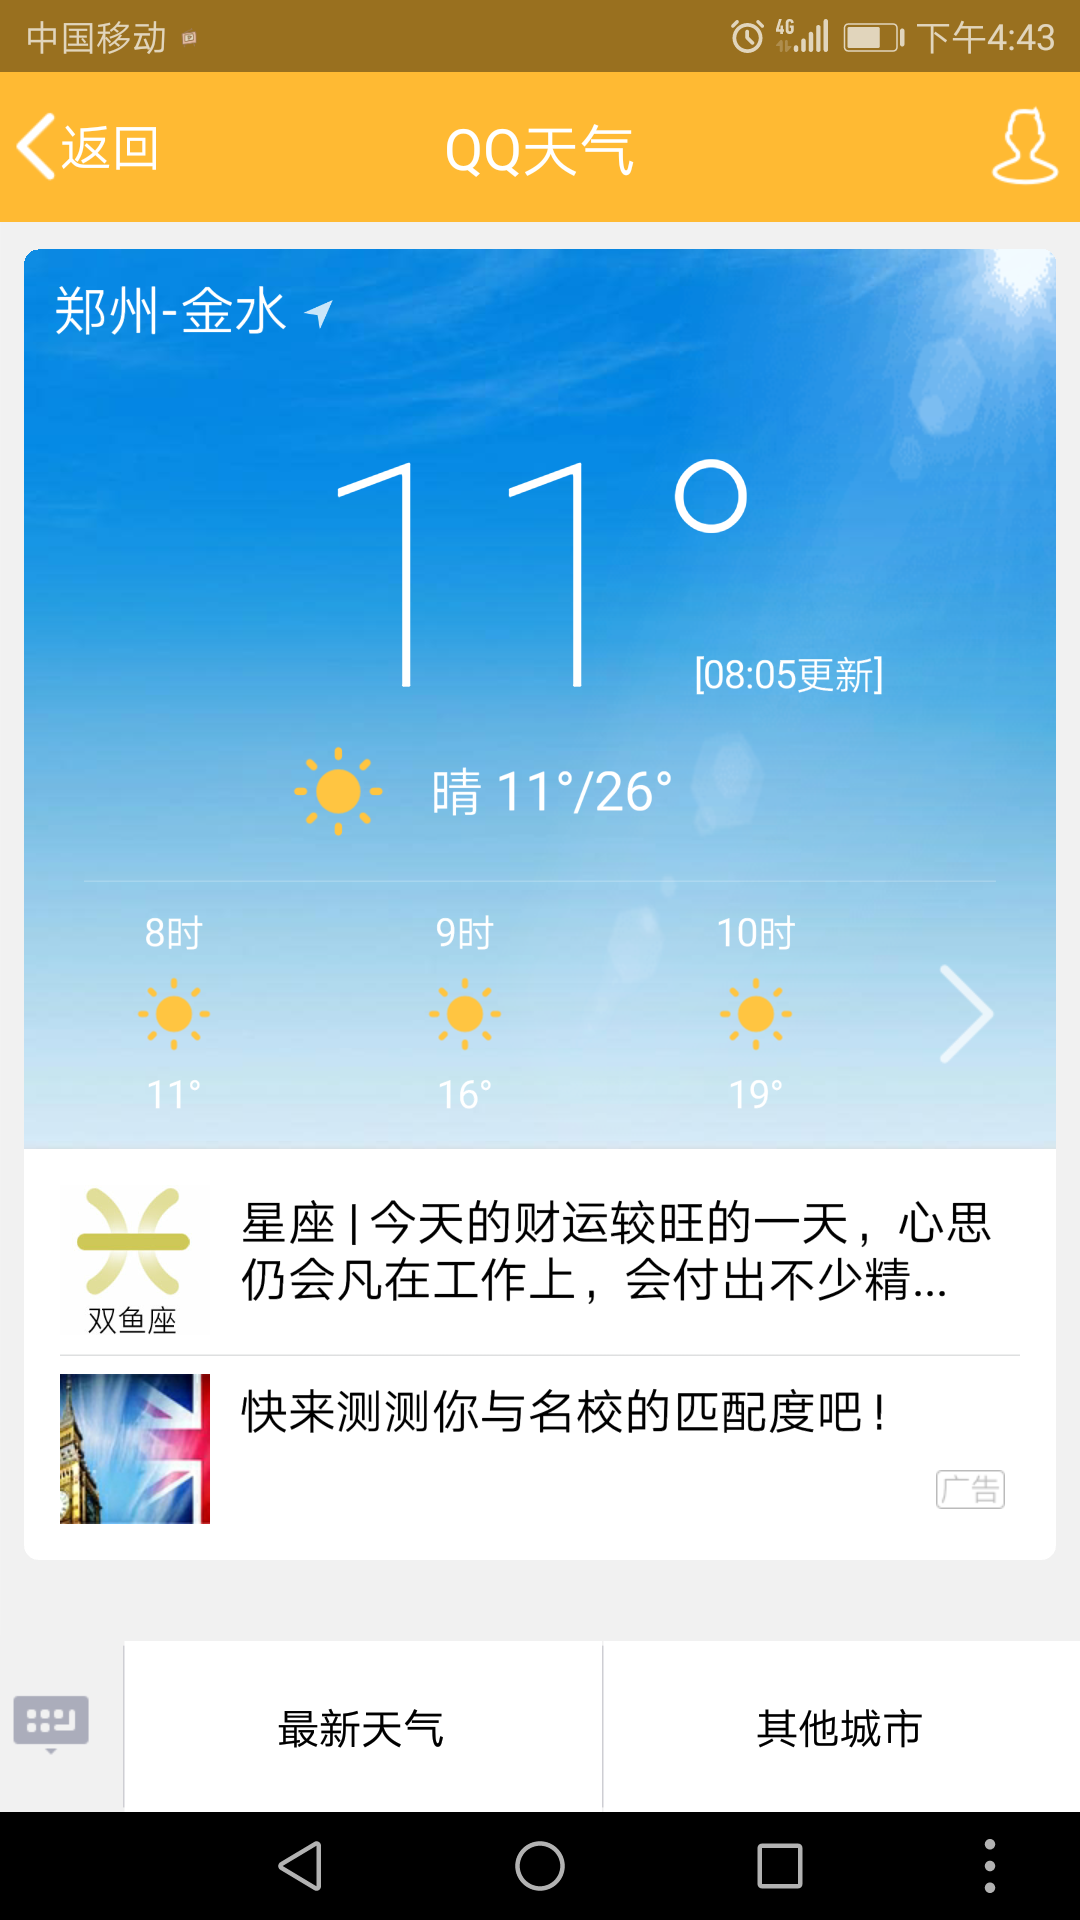 中国移动 4G 下午4:43
返回 QQ天气
郑州-金水
11°
[08:05更新]
晴 11°/26°
8时 9时 10时
11° 16° 19°
星座 | 今天的财运较旺的一天，心思
仍会凡在工作上，会付出不少精...
双鱼座
快来测测你与名校的匹配度吧！
广告
最新天气 其他城市